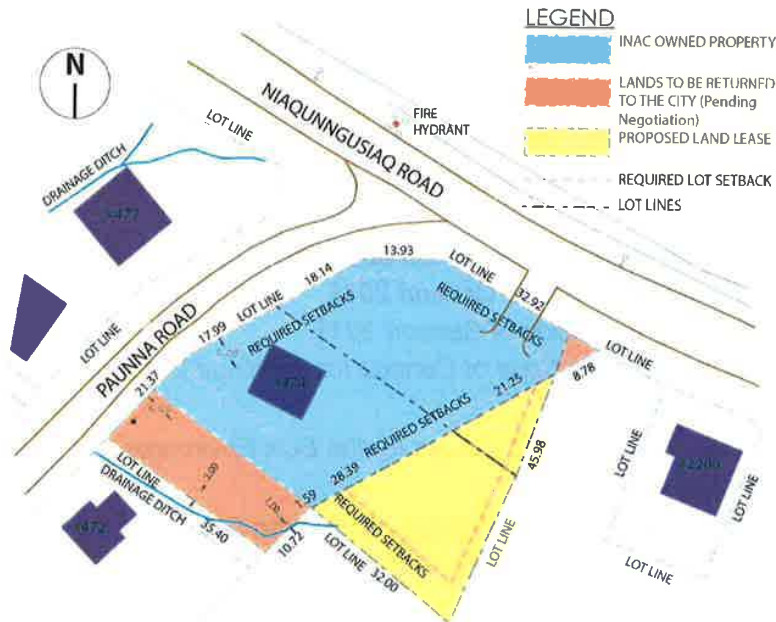 LEGEND
INAC OWNED PROPERTY
LANDS TO BE RETURNED
TO THE CITY (Pending
Negotiation)
PROPOSED LAND LEASE
REQUIRED LOT SETBACK
LOT LINES
N
LOT LINE
DRAINAGE DITCH
FIRE
HYDRANT
NIAQUNNGUSIAQ ROAD
LOT LINE
PAUNNA ROAD
13.93
LOT LINE
18.14
LOT LINE
17.99
REQUIRED SETBACKS
32.92
REQUIRED SETBACKS
LOT LINE
8.78
21.37
21.25
REQUIRED SETBACKS
28.39
45.98
LOT LINE
LOT LINE
LOT LINE
LOT LINE
DRAINAGE DITCH
3.00
35.40
59
10.72
REQUIRED SETBACKS
LOT LINE
32.00
LOT LINE